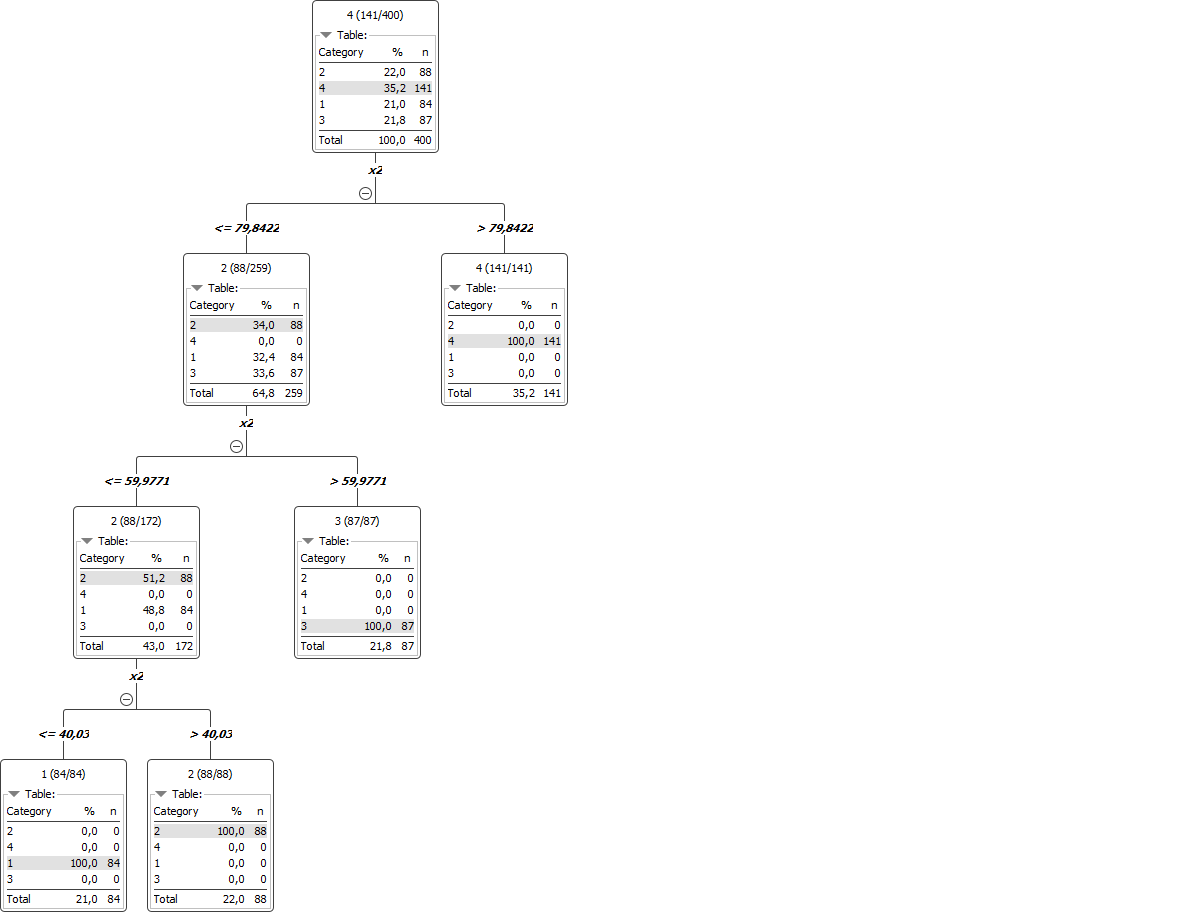 4 (141/400)
Table:
Category % n
2 22,0 88
4 35,2 141
1 21,0 84
3 21,8 87
Total 100,0 400
x2
<= 79,8422
> 79,8422
2 (88/259)
Table:
Category % n
2 34,0 88
4 0,0 0
1 32,4 84
3 33,6 87
Total 64,8 259
4 (141/141)
Table:
Category % n
2 0,0 0
4 100,0 141
1 0,0 0
3 0,0 0
Total 35,2 141
x2
<= 59,9771
> 59,9771
2 (88/172)
Table:
Category % n
2 51,2 88
4 0,0 0
1 48,8 84
3 0,0 0
Total 43,0 172
3 (87/87)
Table:
Category % n
2 0,0 0
4 0,0 0
1 0,0 0
3 100,0 87
Total 21,8 87
x2
<= 40,03
> 40,03
1 (84/84)
Table:
Category % n
2 0,0 0
4 0,0 0
1 100,0 84
3 0,0 0
Total 21,0 84
2 (88/88)
Table:
Category % n
2 100,0 88
4 0,0 0
1 0,0 0
3 0,0 0
Total 22,0 88